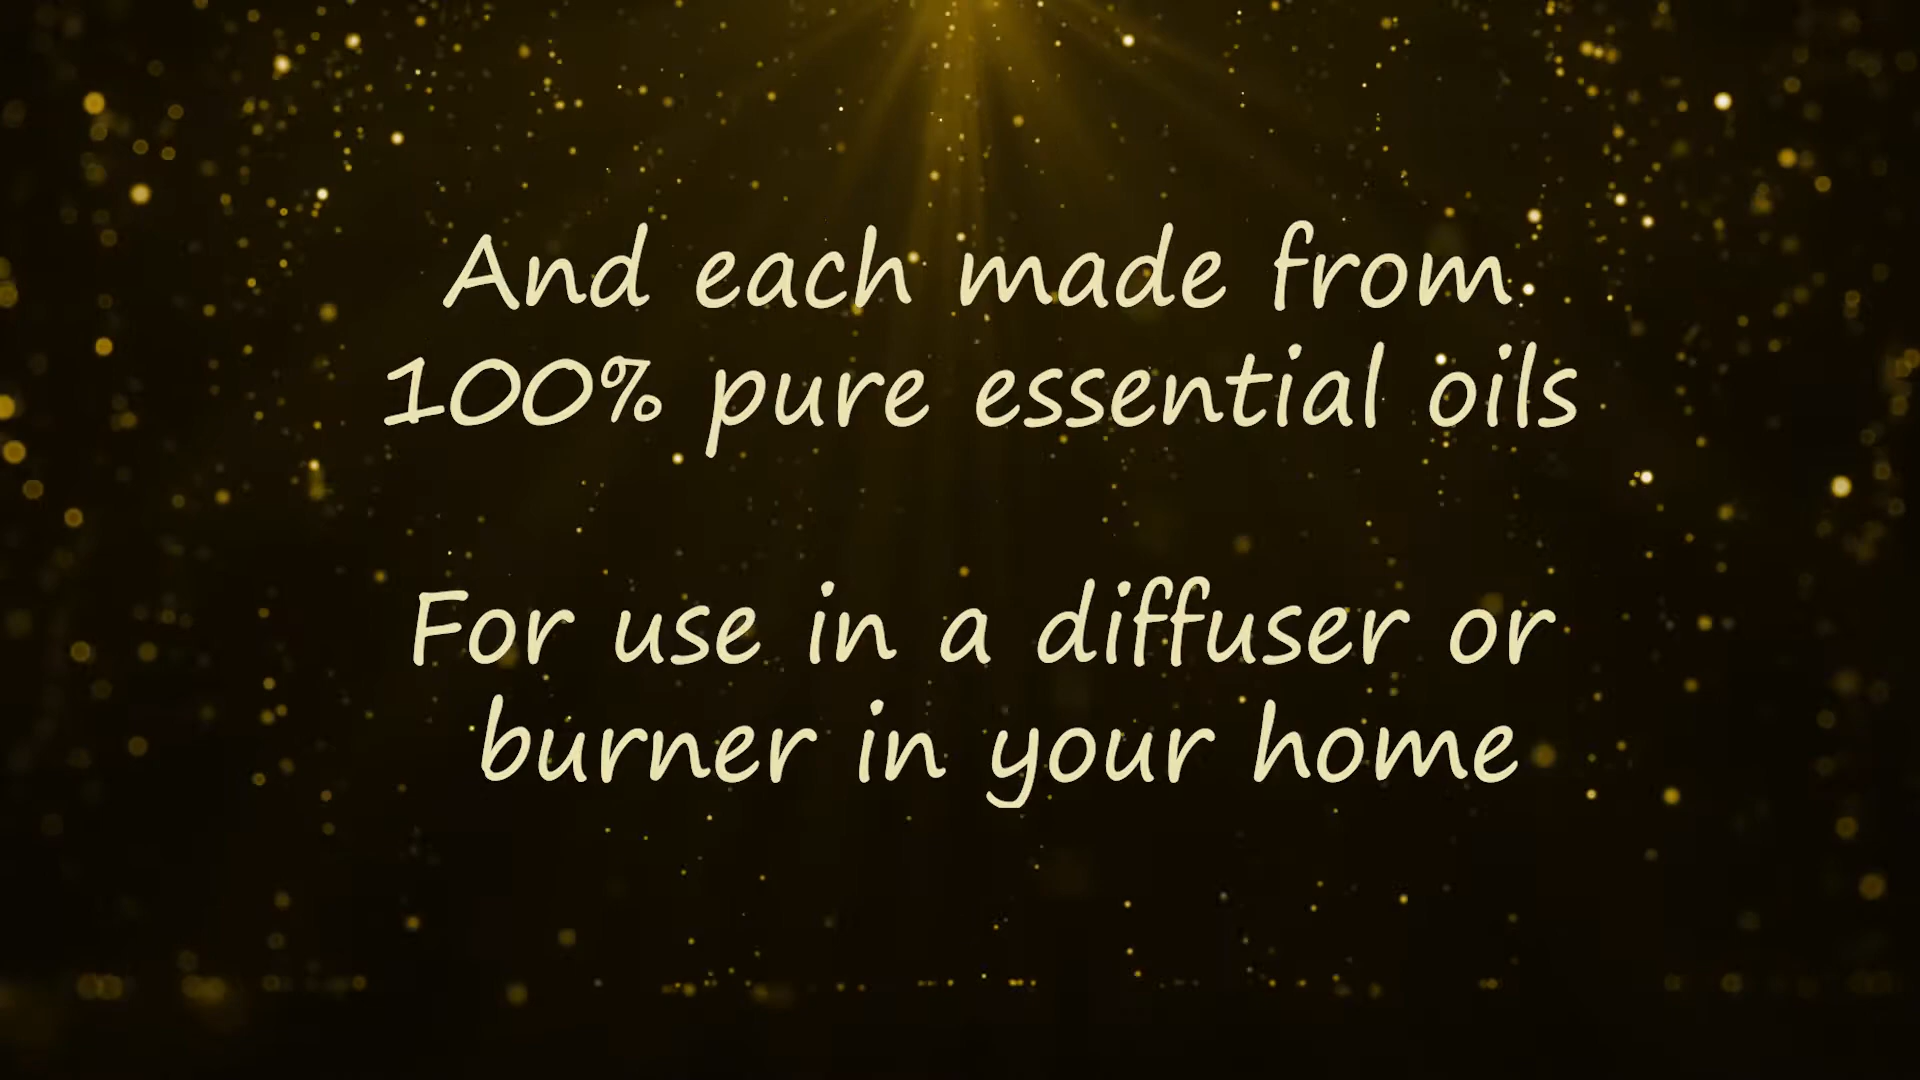 And each made from
100% pure essential oils
For use in a diffuser or
burner in your home